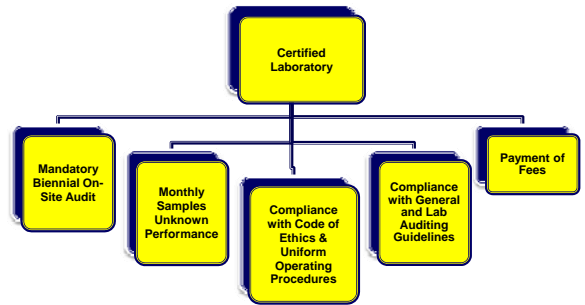 Certified
Laboratory
Mandatory
Biennial On-
Site Audit
Monthly
Samples
Unknown
Performance
Compliance
with Code of
Ethics &
Uniform
Operating
Procedures
Compliance
with General
and Lab
Auditing
Guidelines
Payment of
Fees